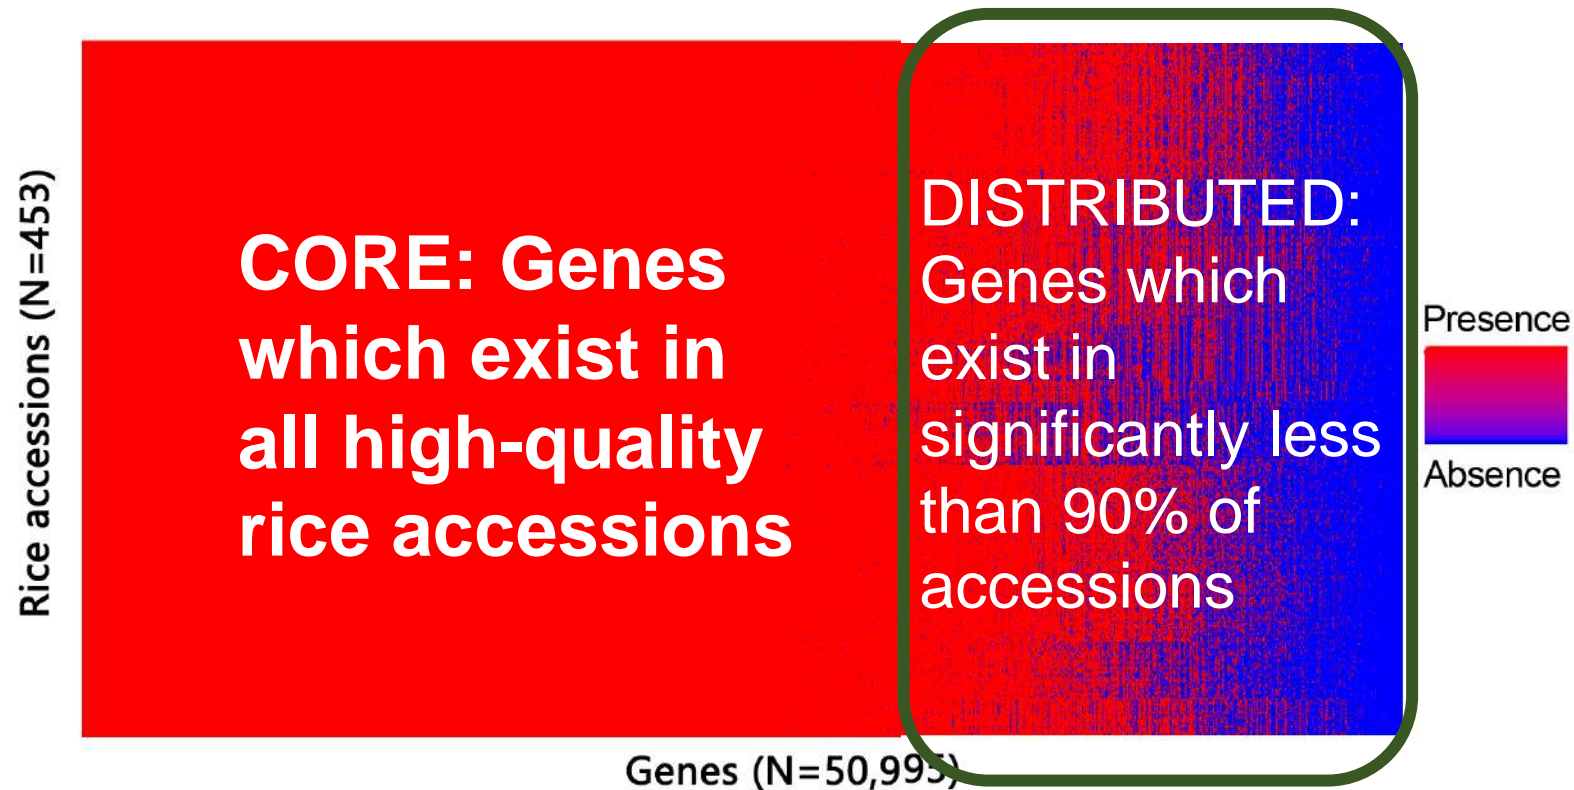 Rice accessions (N=453)
CORE: Genes
which exist in
all high-quality
rice accessions
DISTRIBUTED:
Genes which
exist in
significantly less
than 90% of
accessions
Presence
Absence
Genes (N=50,995)